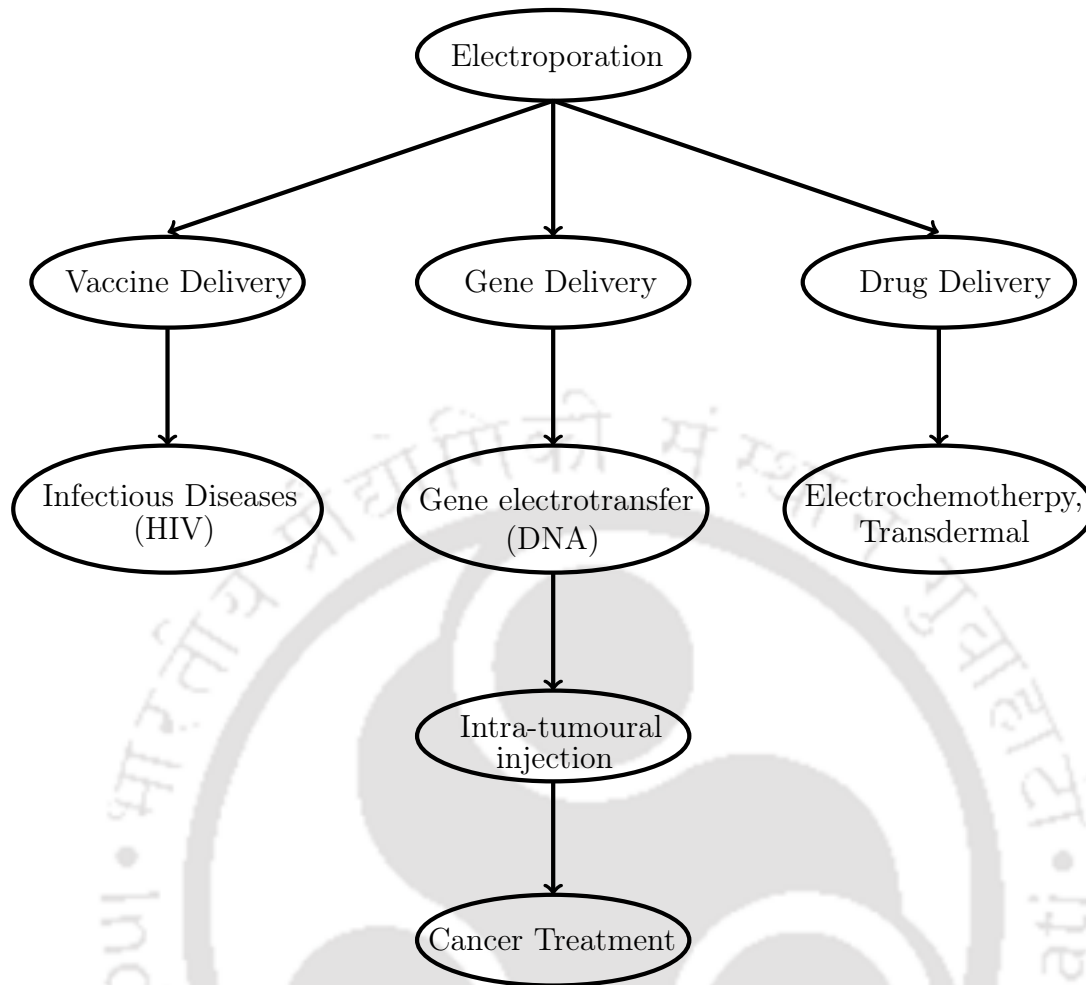 Electroporation
Vaccine Delivery
Gene Delivery
Drug Delivery
Infectious Diseases
(HIV)
Gene electrotransfer
(DNA)
Electrochemotherpy,
Transdermal
Intra-tumoural
injection
Cancer Treatment